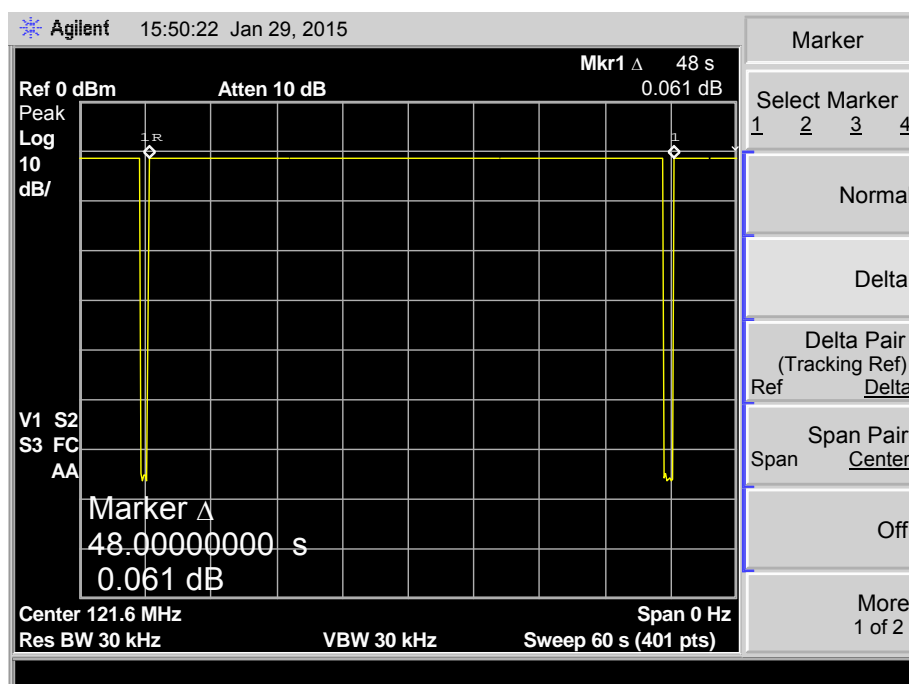 Agilent 15:50:22 Jan 29, 2015
Mkr1 Δ 48 s
Ref 0 dBm Atten 10 dB 0.061 dB
Peak
Log
10
dB/
1R
1
V1 S2
S3 FC
AA
Marker Δ
48.00000000 s
0.061 dB
Center 121.6 MHz Span 0 Hz
Res BW 30 kHz VBW 30 kHz Sweep 60 s (401 pts)
Marker
Select Marker
1 2 3 4
Norma
Delta
Delta Pair
(Tracking Ref)
Ref Delta
Span Pair
Span Center
Off
More
1 of 2